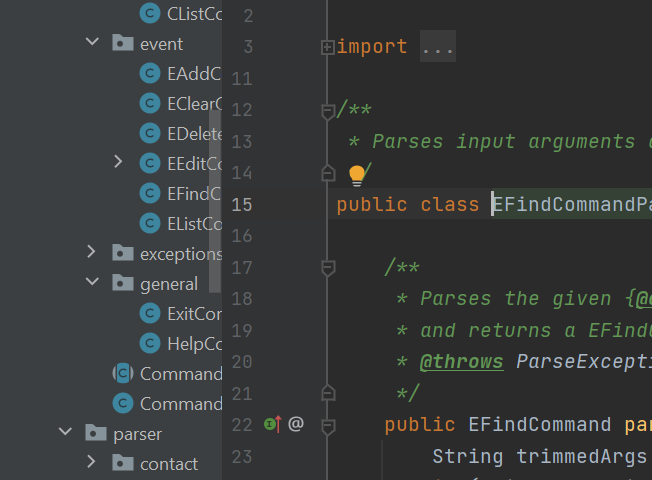 CListCo
event
EAddC
EClearC
EDelete
EEditCo
EFindC
EListCo
exceptions
general
ExitCor
HelpCo
Command
Command
parser
contact
2
3 import ...
11
12 /**
13 * Parses input arguments
14 */
15 public class EFindCommandPa
16
17 /**
18 * Parses the given {@
19 * and returns a EFind
20 * @throws ParseExcepti
21 */
22 @ public EFindCommand par
23 String trimmedArgs